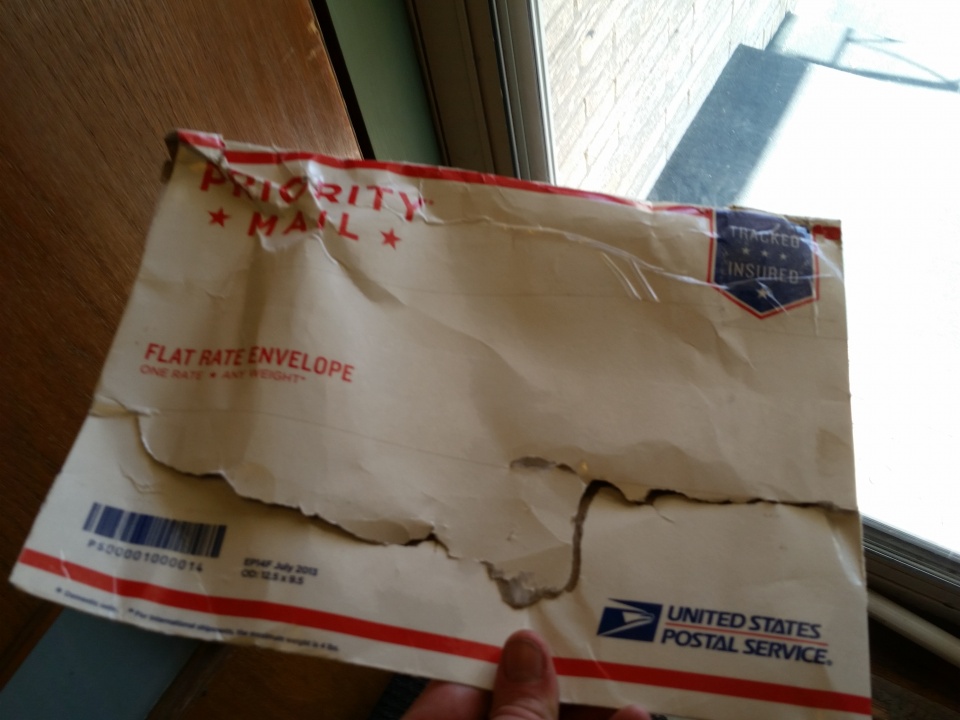 PRIORITY
MAIL
TRACKED
INSURED
FLAT RATE ENVELOPE
ONE RATE ★ ANY WEIGHT*
PS00001000014
EP14F July 2013
OD: 12.5 x 9.5
UNITED STATES
POSTAL SERVICE®